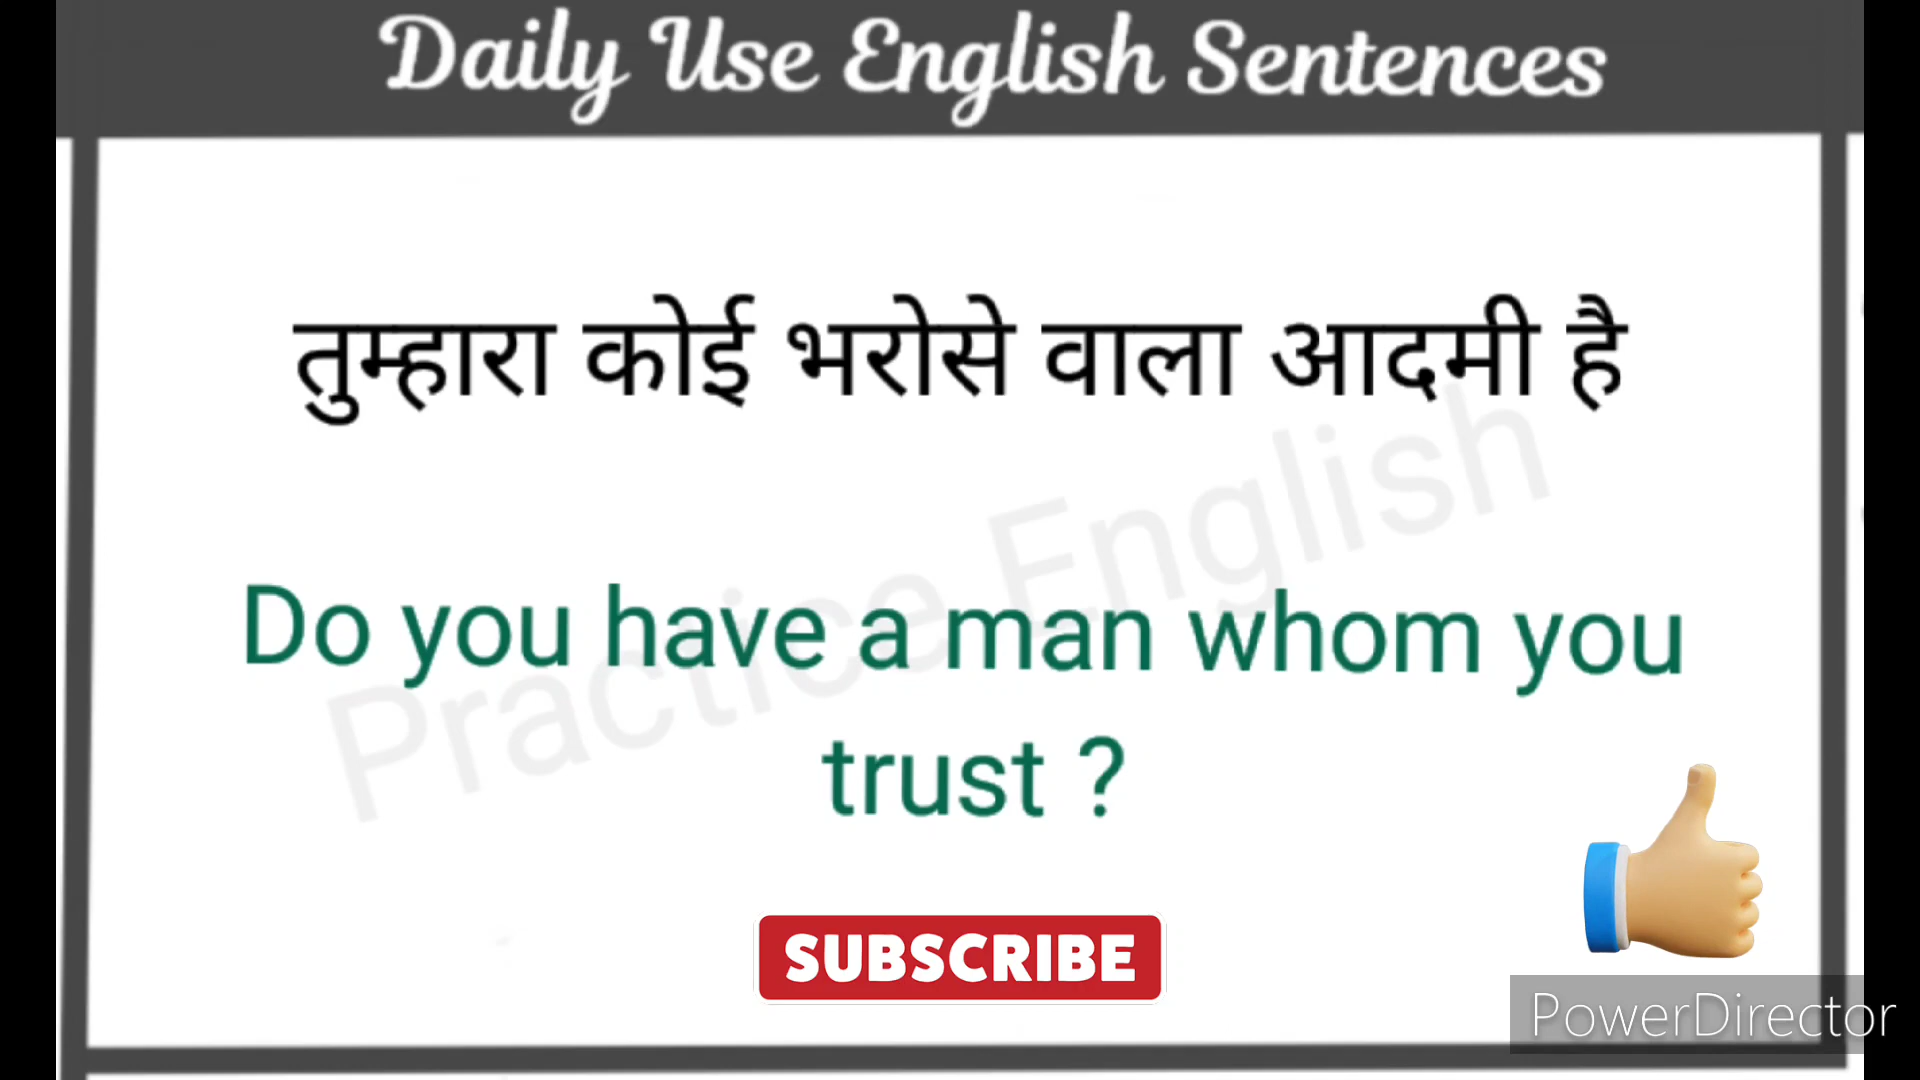 Daily Use English Sentences
तुम्हारा कोई भरोसे वाला आदमी है
Practice English
Do you have a man whom you
trust ?
SUBSCRIBE
PowerDirector